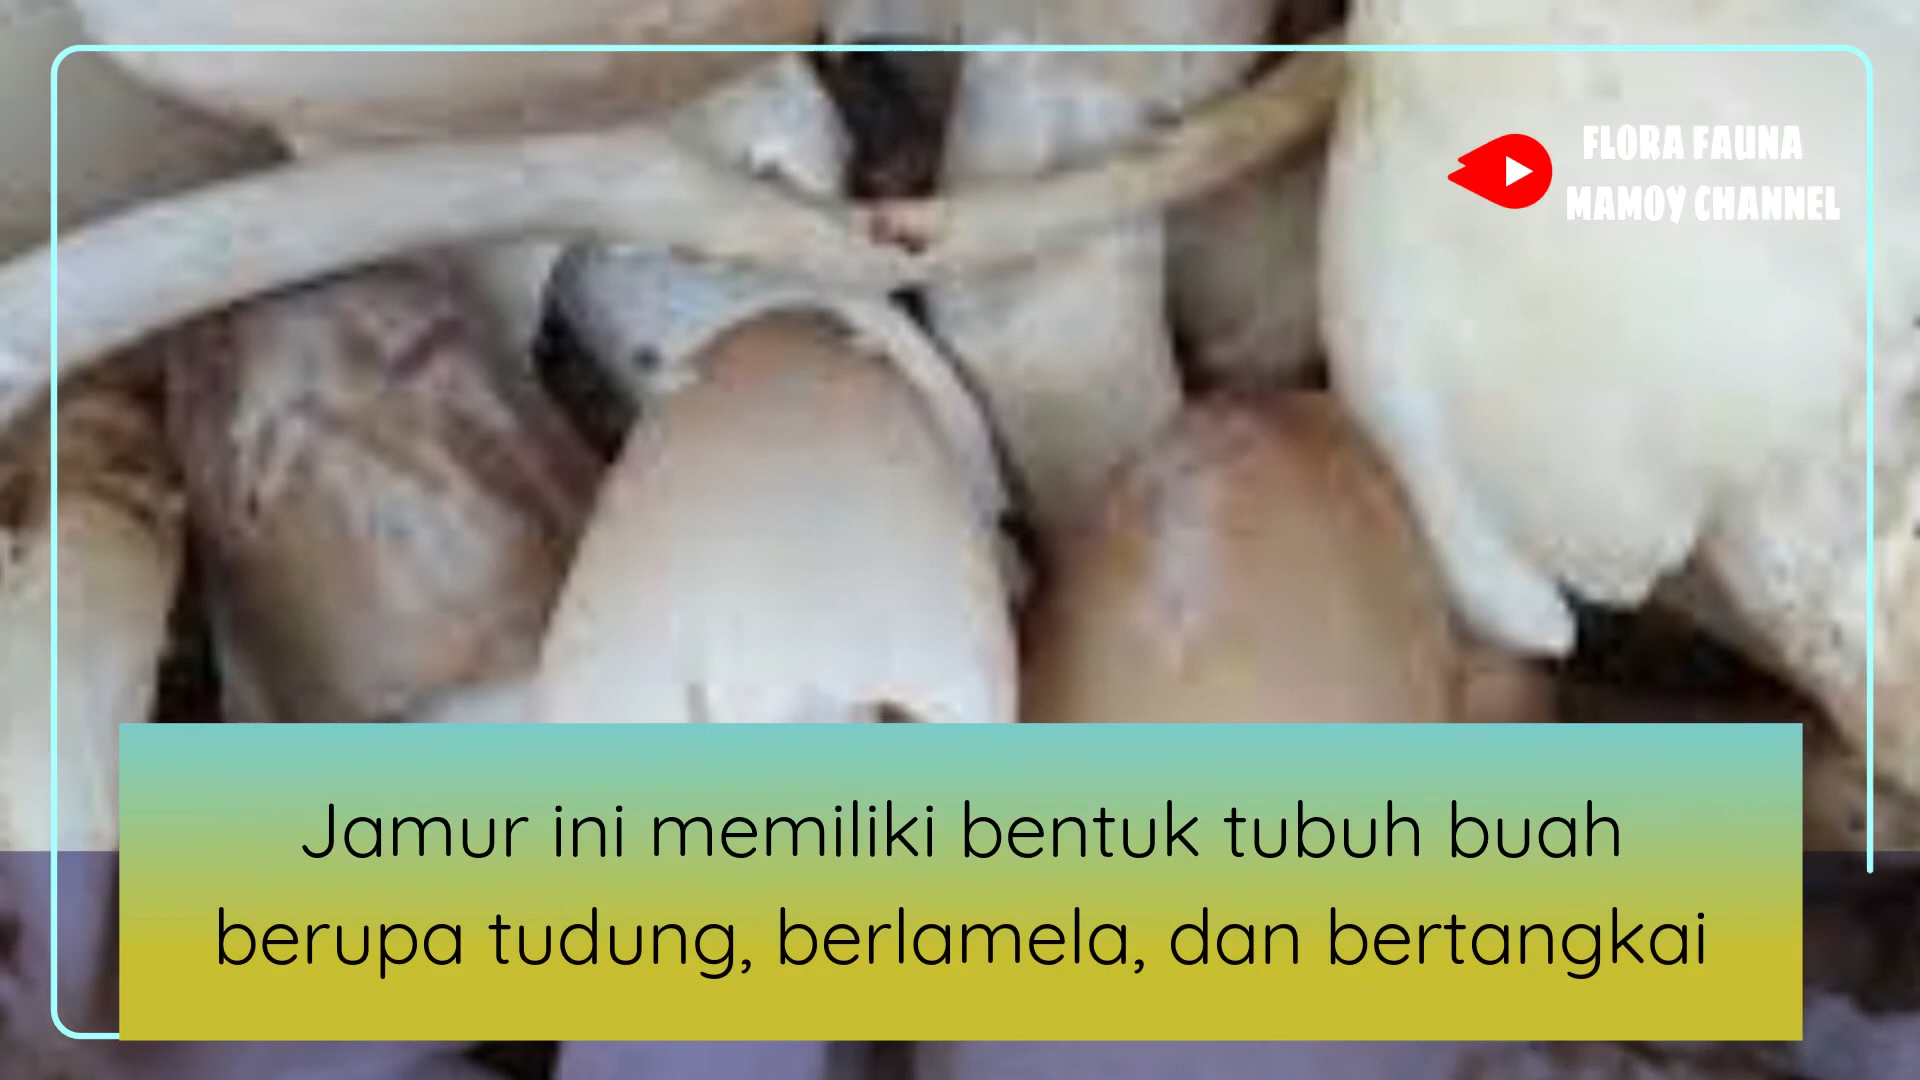 FLORA FAUNA
MAMOY CHANNEL
Jamur ini memiliki bentuk tubuh buah
berupa tudung, berlamela, dan bertangkai